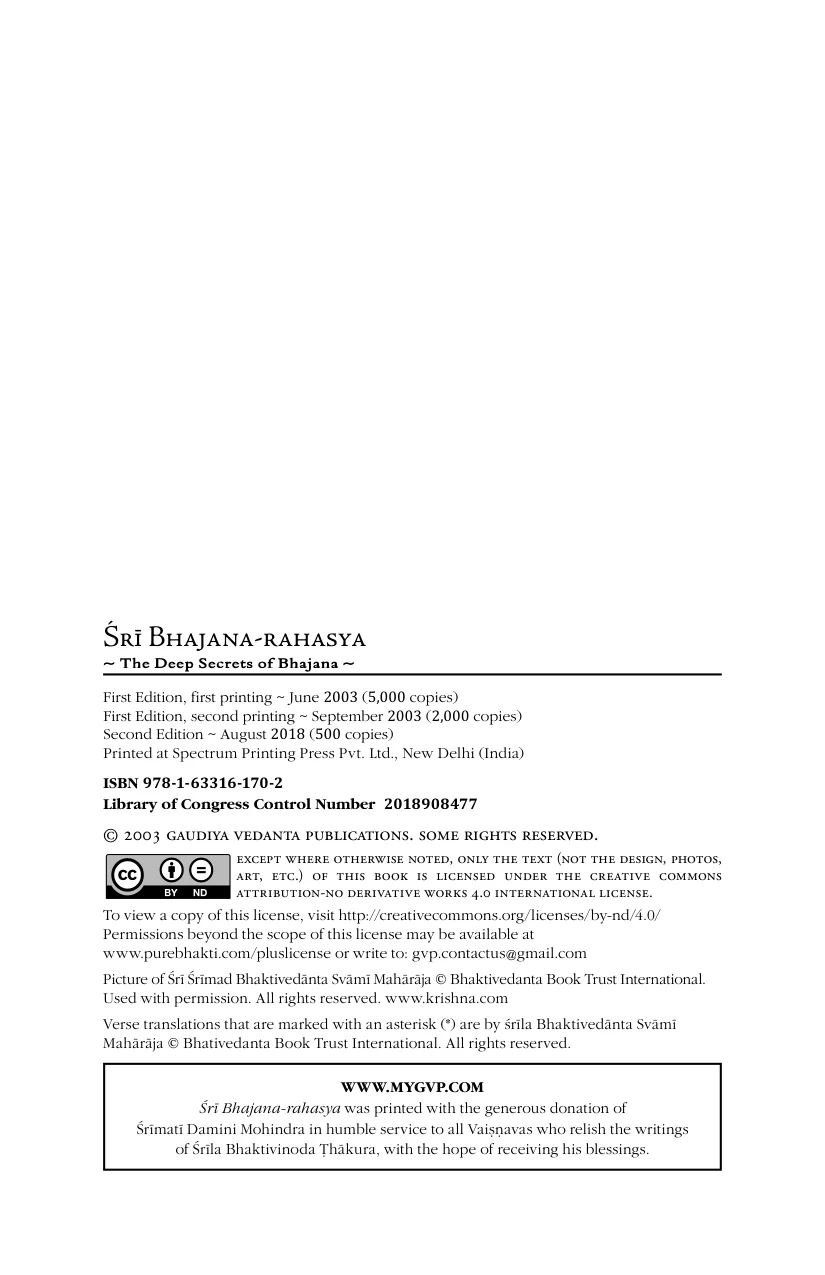 Śrī Bhajana-rahasya
~ The Deep Secrets of Bhajana ~
First Edition, first printing ~ June 2003 (5,000 copies)
First Edition, second printing ~ September 2003 (2,000 copies)
Second Edition ~ August 2018 (500 copies)
Printed at Spectrum Printing Press Pvt. Ltd., New Delhi (India)
ISBN 978-1-63316-170-2
Library of Congress Control Number 2018908477
© 2003 GAUDIYA VEDANTA PUBLICATIONS. SOME RIGHTS RESERVED.
cc BY ND
EXCEPT WHERE OTHERWISE NOTED, ONLY THE TEXT (NOT THE DESIGN, PHOTOS,
ART, ETC.) OF THIS BOOK IS LICENSED UNDER THE CREATIVE COMMONS
ATTRIBUTION-NO DERIVATIVE WORKS 4.0 INTERNATIONAL LICENSE.
To view a copy of this license, visit http://creativecommons.org/licenses/by-nd/4.0/
Permissions beyond the scope of this license may be available at
www.purebhakti.com/pluslicense or write to: gvp.contactus@gmail.com
Picture of Śrī Śrīmad Bhaktivedānta Svāmī Mahārāja © Bhaktivedanta Book Trust International.
Used with permission. All rights reserved. www.krishna.com
Verse translations that are marked with an asterisk (*) are by śrīla Bhaktivedānta Svāmī
Mahārāja © Bhativedanta Book Trust International. All rights reserved.
WWW.MYGVP.COM
Śrī Bhajana-rahasya was printed with the generous donation of
Śrīmatī Damini Mohindra in humble service to all Vaiṣṇavas who relish the writings
of Śrīla Bhaktivinoda Ṭhākura, with the hope of receiving his blessings.